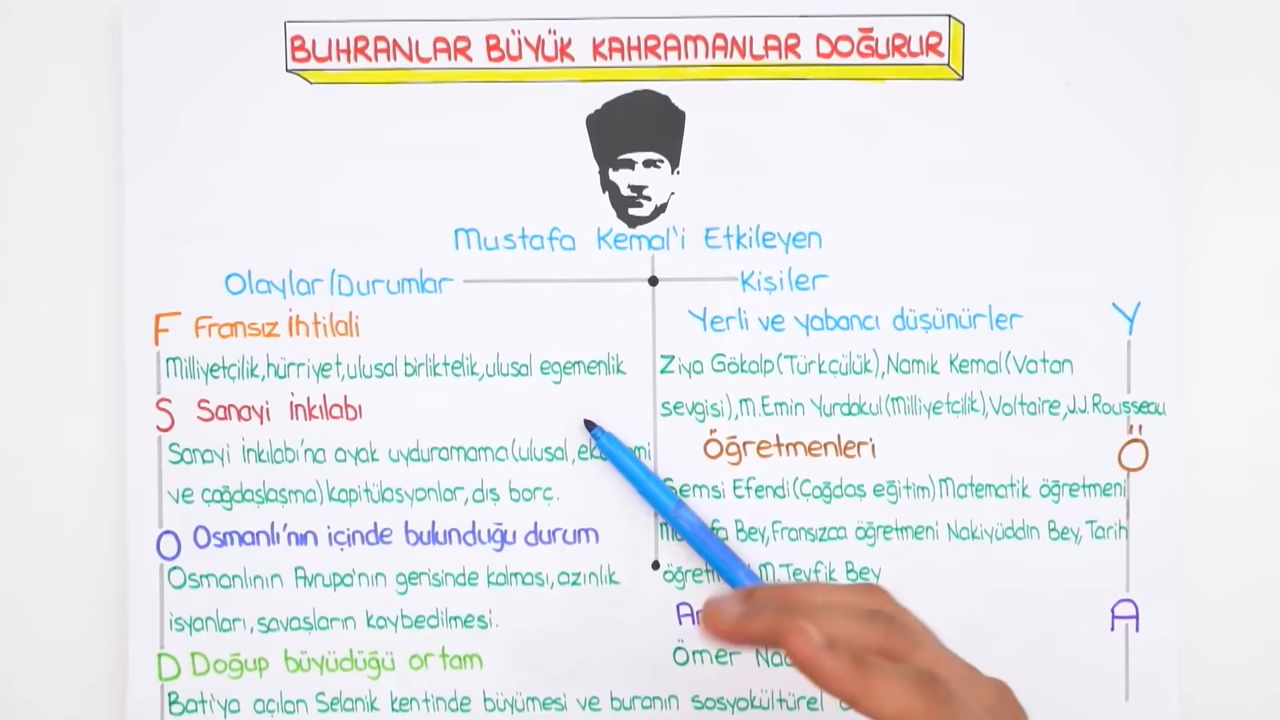 BUHRANLAR BÜYÜK KAHRAMANLAR DOĞURUR
Mustafa Kemal'i Etkileyen
Olaylar/Durumlar
F Fransız İhtilali
Milliyetçilik,hürriyet,ulusal birliktelik,ulusal egemenlik
S Sanayi İnkılabı
Sanayi İnkılabı'na ayak uyduramama(ulusal,
ve çağdaşlaşma)kapitülasyonlar,dış borç.
O Osmanlı'nın içinde bulunduğu durum
Osmanlının Avrupa'nın gerisinde kalması,azınlık
isyanları,savaşların kaybedilmesi.
D Doğup büyüdüğü ortam
Batı'ya açılan Selanik kentinde büyümesi ve buranın sosyokültürel
Kişiler
Yerli ve yabancı düşünürler Y
Ziya Gökalp(Türkçülük),Namık Kemal(Vatan
sevgisi),M.Emin Yurdakul(Milliyetçilik),Voltaire,J.J.Rousseau
Öğretmenleri Ö
Şemsi Efendi(Çağdaş eğitim)Matematik öğretmeni
Bey,Fransızca öğretmeni Nakiyüddin Bey,Tarih
M.Tevfik Bey
A
Ömer